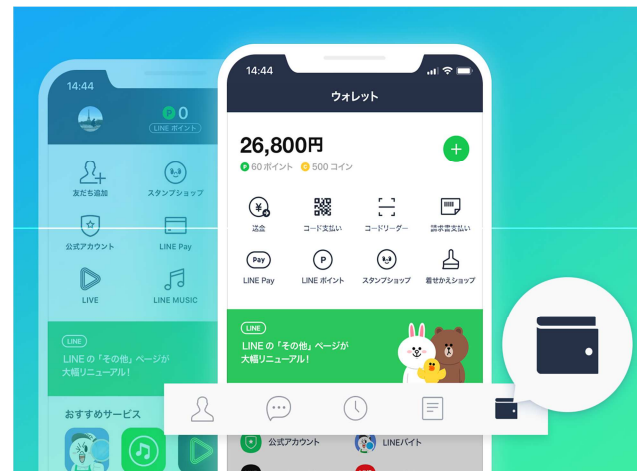 14:44
0
LINE ポイント
友だち追加
スタンプショップ
公式アカウント
LINE Pay
LIVE
LINE MUSIC
LINE
LINE の「その他」ページが
大幅リニューアル!
おすすめサービス
14:44
ウォレット
26,800円
P 60 ポイント 500 コイン
送金
コード支払い
コードリーダー
請求書支払い
Pay
P
LINE Pay
LINE ポイント
スタンプショップ
着せかえショップ
LINE
LINE の「その他」ページが
大幅リニューアル!
公式アカウント
LINEバイト